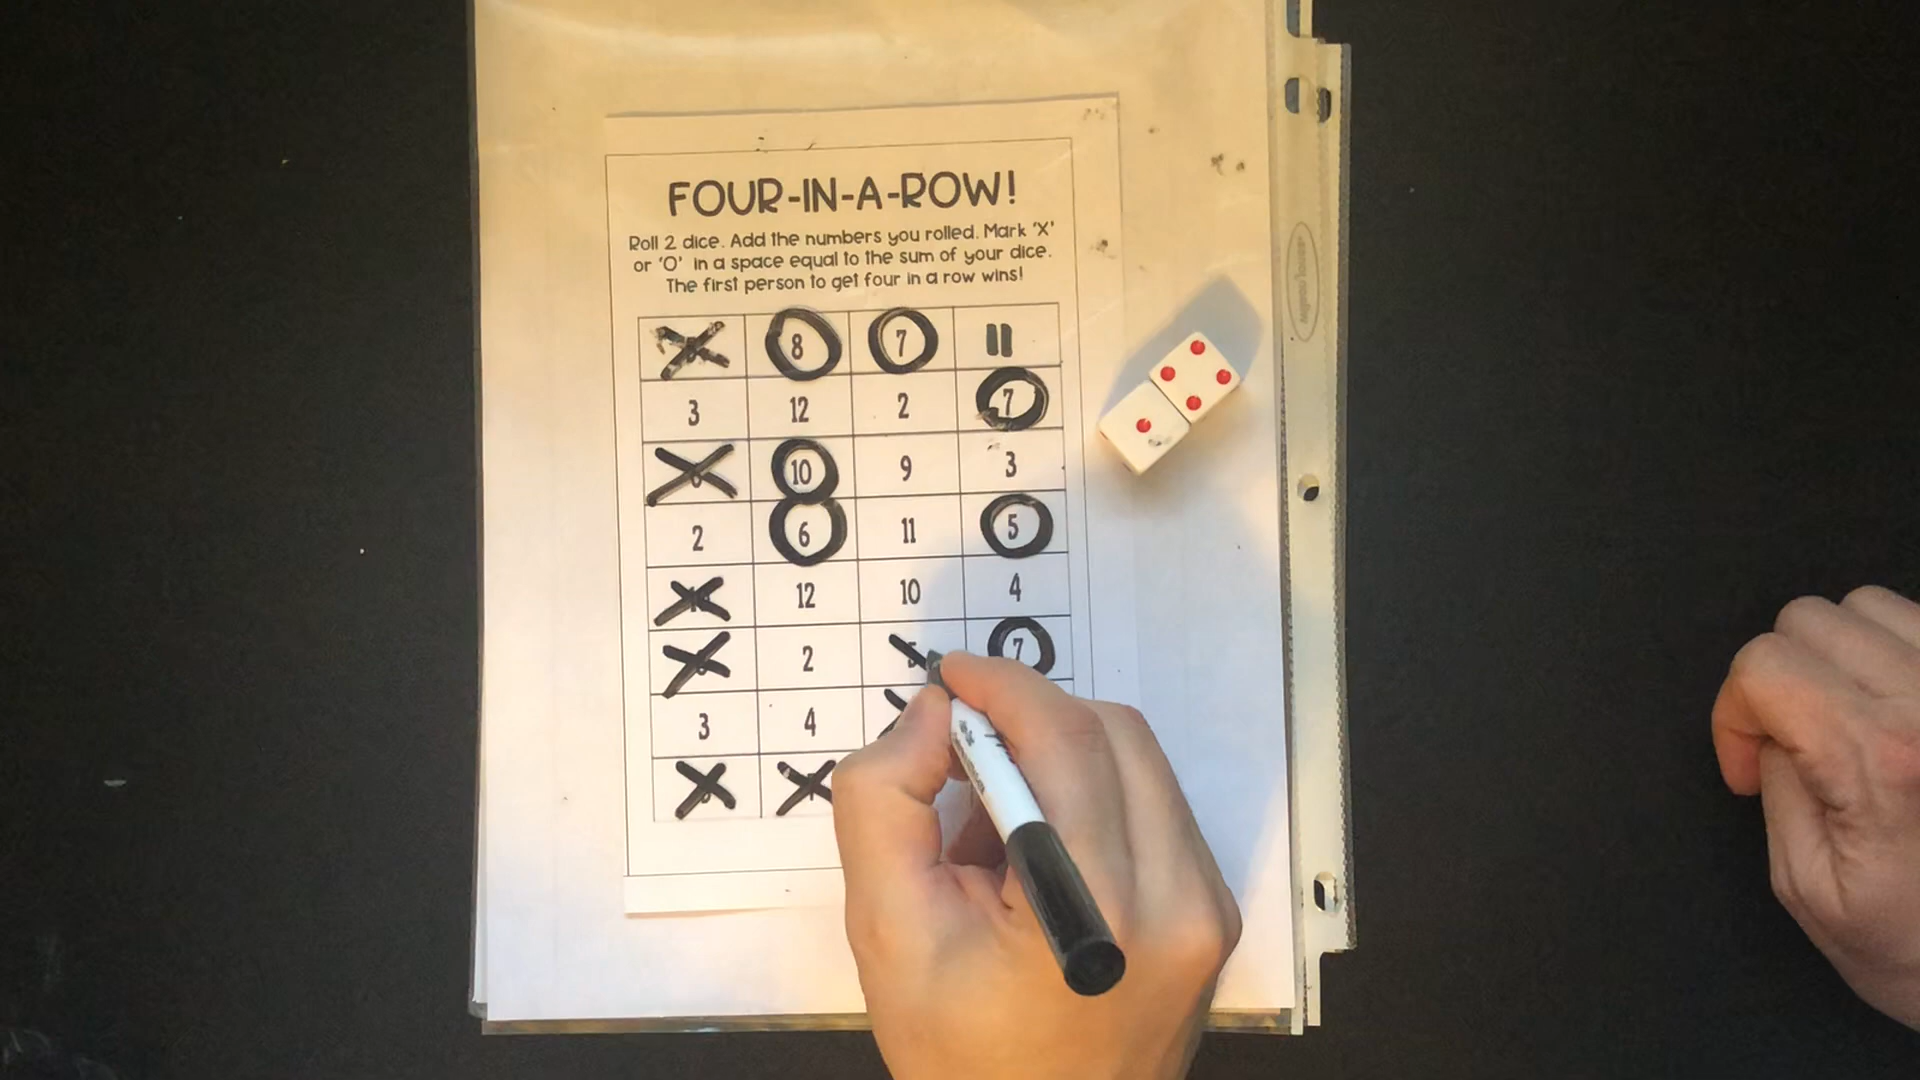 FOUR-IN-A-ROW!
Roll 2 dice. Add the numbers you rolled. Mark 'X'
or 'O' in a space equal to the sum of your dice.
The first person to get four in a row wins!
8 7 11
3 12 2 7
10 9 3
2 6 11 5
12 10 4
2 5 7
3 4